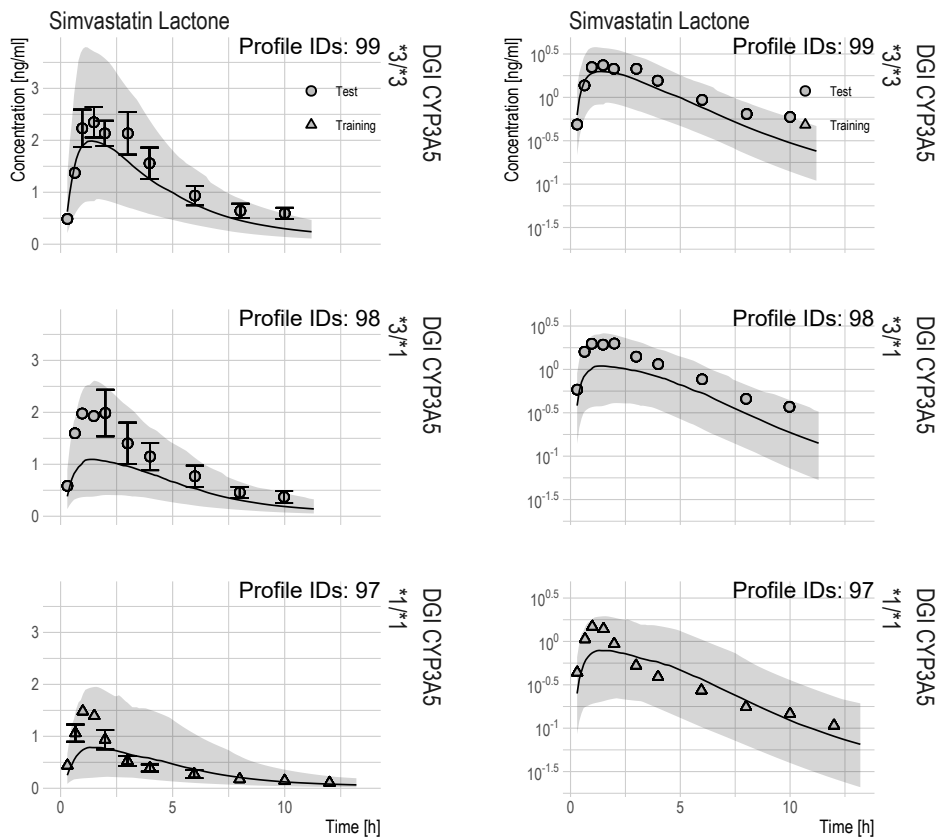 Simvastatin Lactone
Simvastatin Lactone
Concentration [ng/ml]
Profile IDs: 99
Test
Training
3
2
1
0
DGI CYP3A5
*3/*3
Concentration [ng/ml]
Profile IDs: 99
Test
Training
10^0.5
10^0
10^-0.5
10^-1
10^-1.5
DGI CYP3A5
*3/*3
Profile IDs: 98
3
2
1
0
DGI CYP3A5
*3/*1
Profile IDs: 98
10^0.5
10^0
10^-0.5
10^-1
10^-1.5
DGI CYP3A5
*3/*1
Profile IDs: 97
3
2
1
0
DGI CYP3A5
*1/*1
0 5 10
Time [h]
Profile IDs: 97
10^0.5
10^0
10^-0.5
10^-1
10^-1.5
DGI CYP3A5
*1/*1
0 5 10
Time [h]